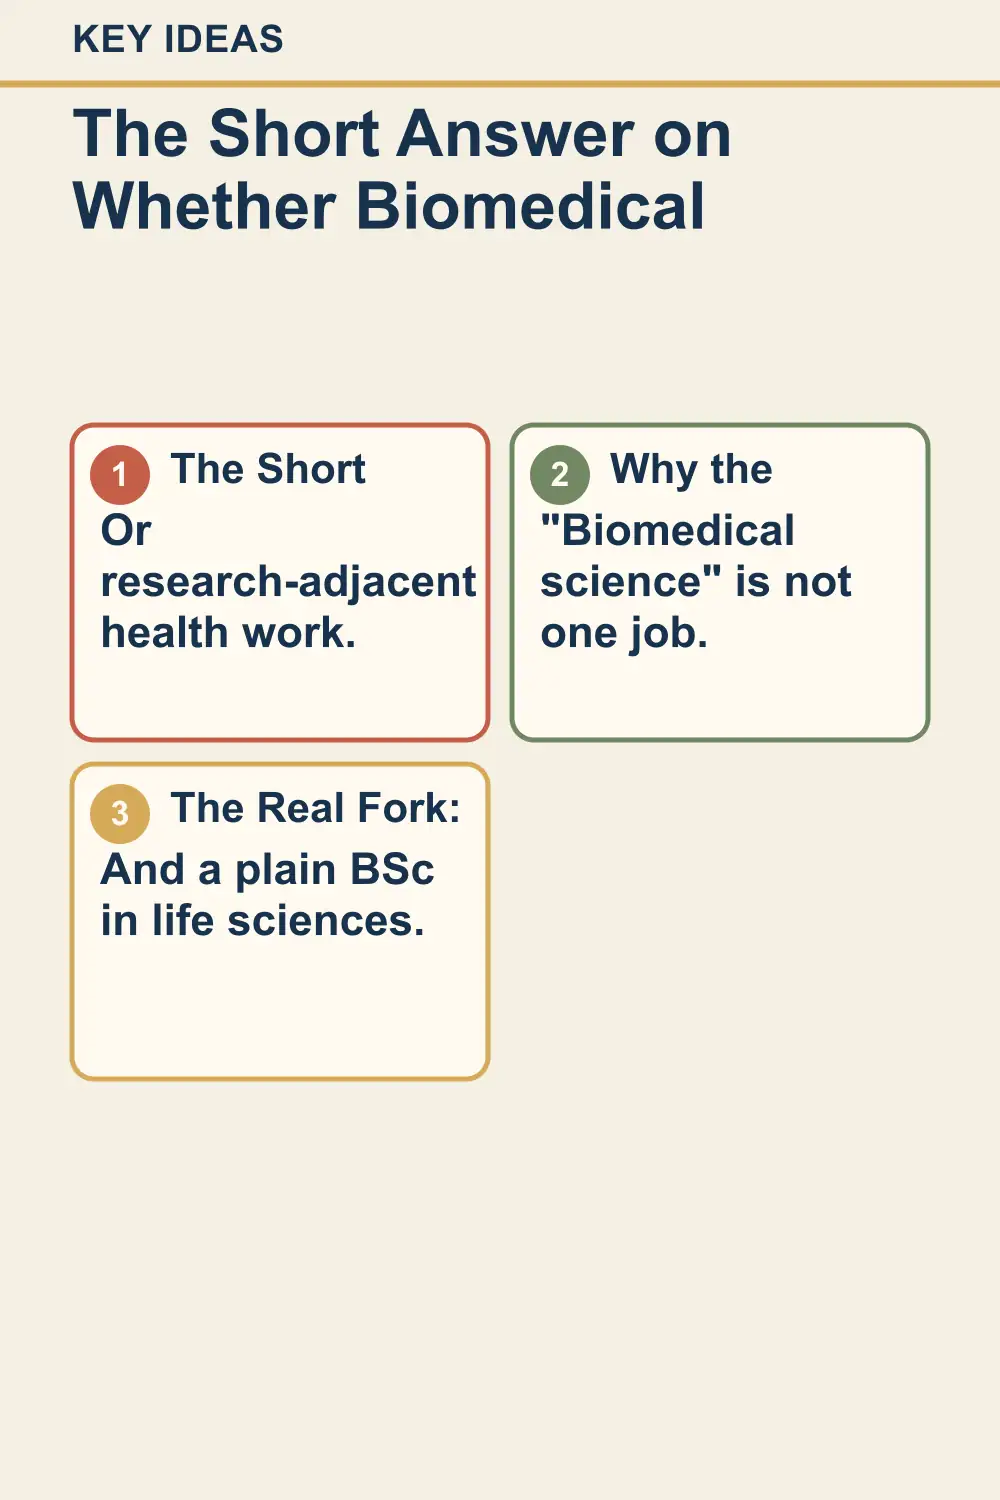 KEY IDEAS
The Short Answer on
Whether Biomedical
1 The Short
Or
research-adjacent
health work.
2 Why the
"Biomedical
science" is not
one job.
3 The Real Fork:
And a plain BSc
in life sciences.